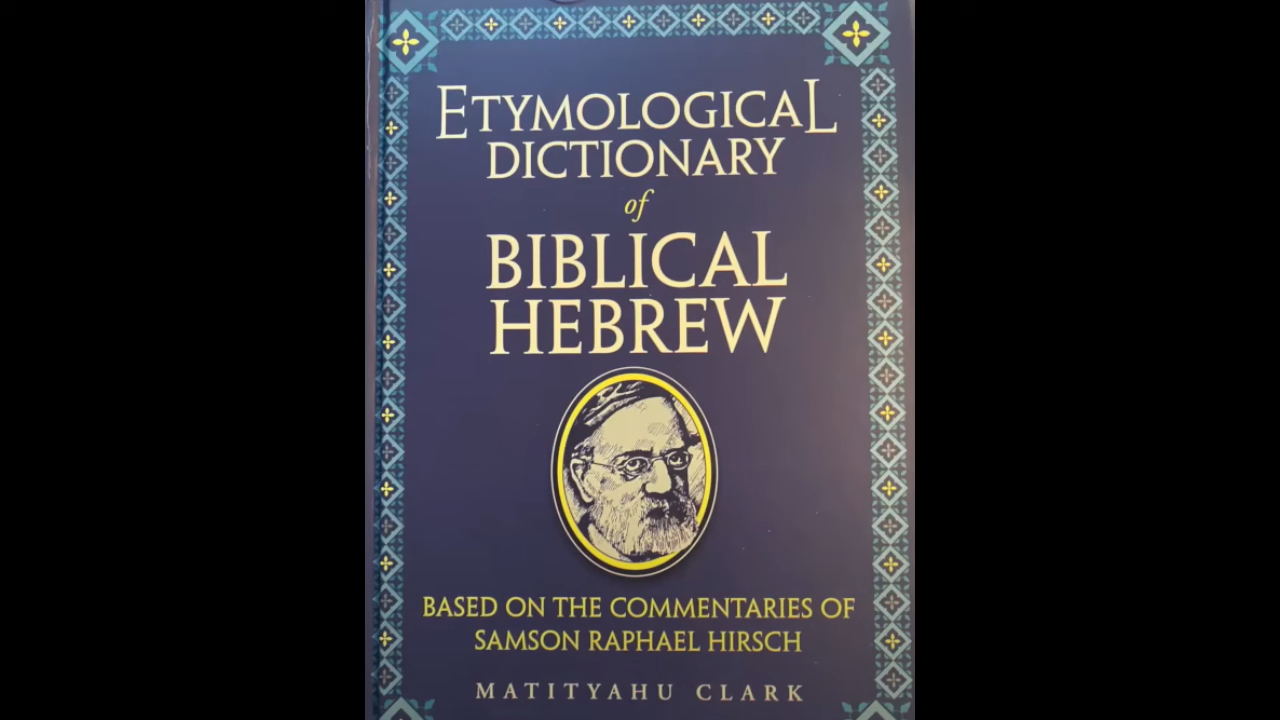 ETYMOLOGICAL
DICTIONARY
of
BIBLICAL
HEBREW
BASED ON THE COMMENTARIES OF
SAMSON RAPHAEL HIRSCH
MATITYAHU CLARK